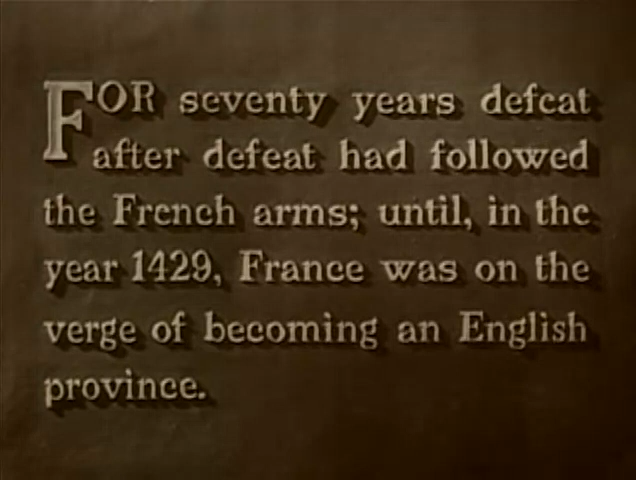 FOR seventy years defeat
after defeat had followed
the French arms; until, in the
year 1429, France was on the
verge of becoming an English
province.